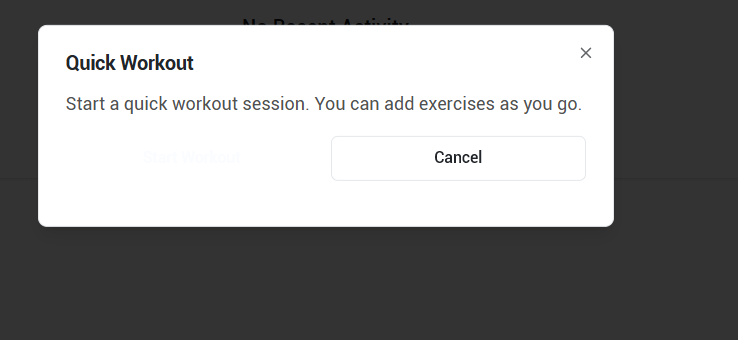 No Recent Activity
Quick Workout
Start a quick workout session. You can add exercises as you go.
Start Workout
Cancel